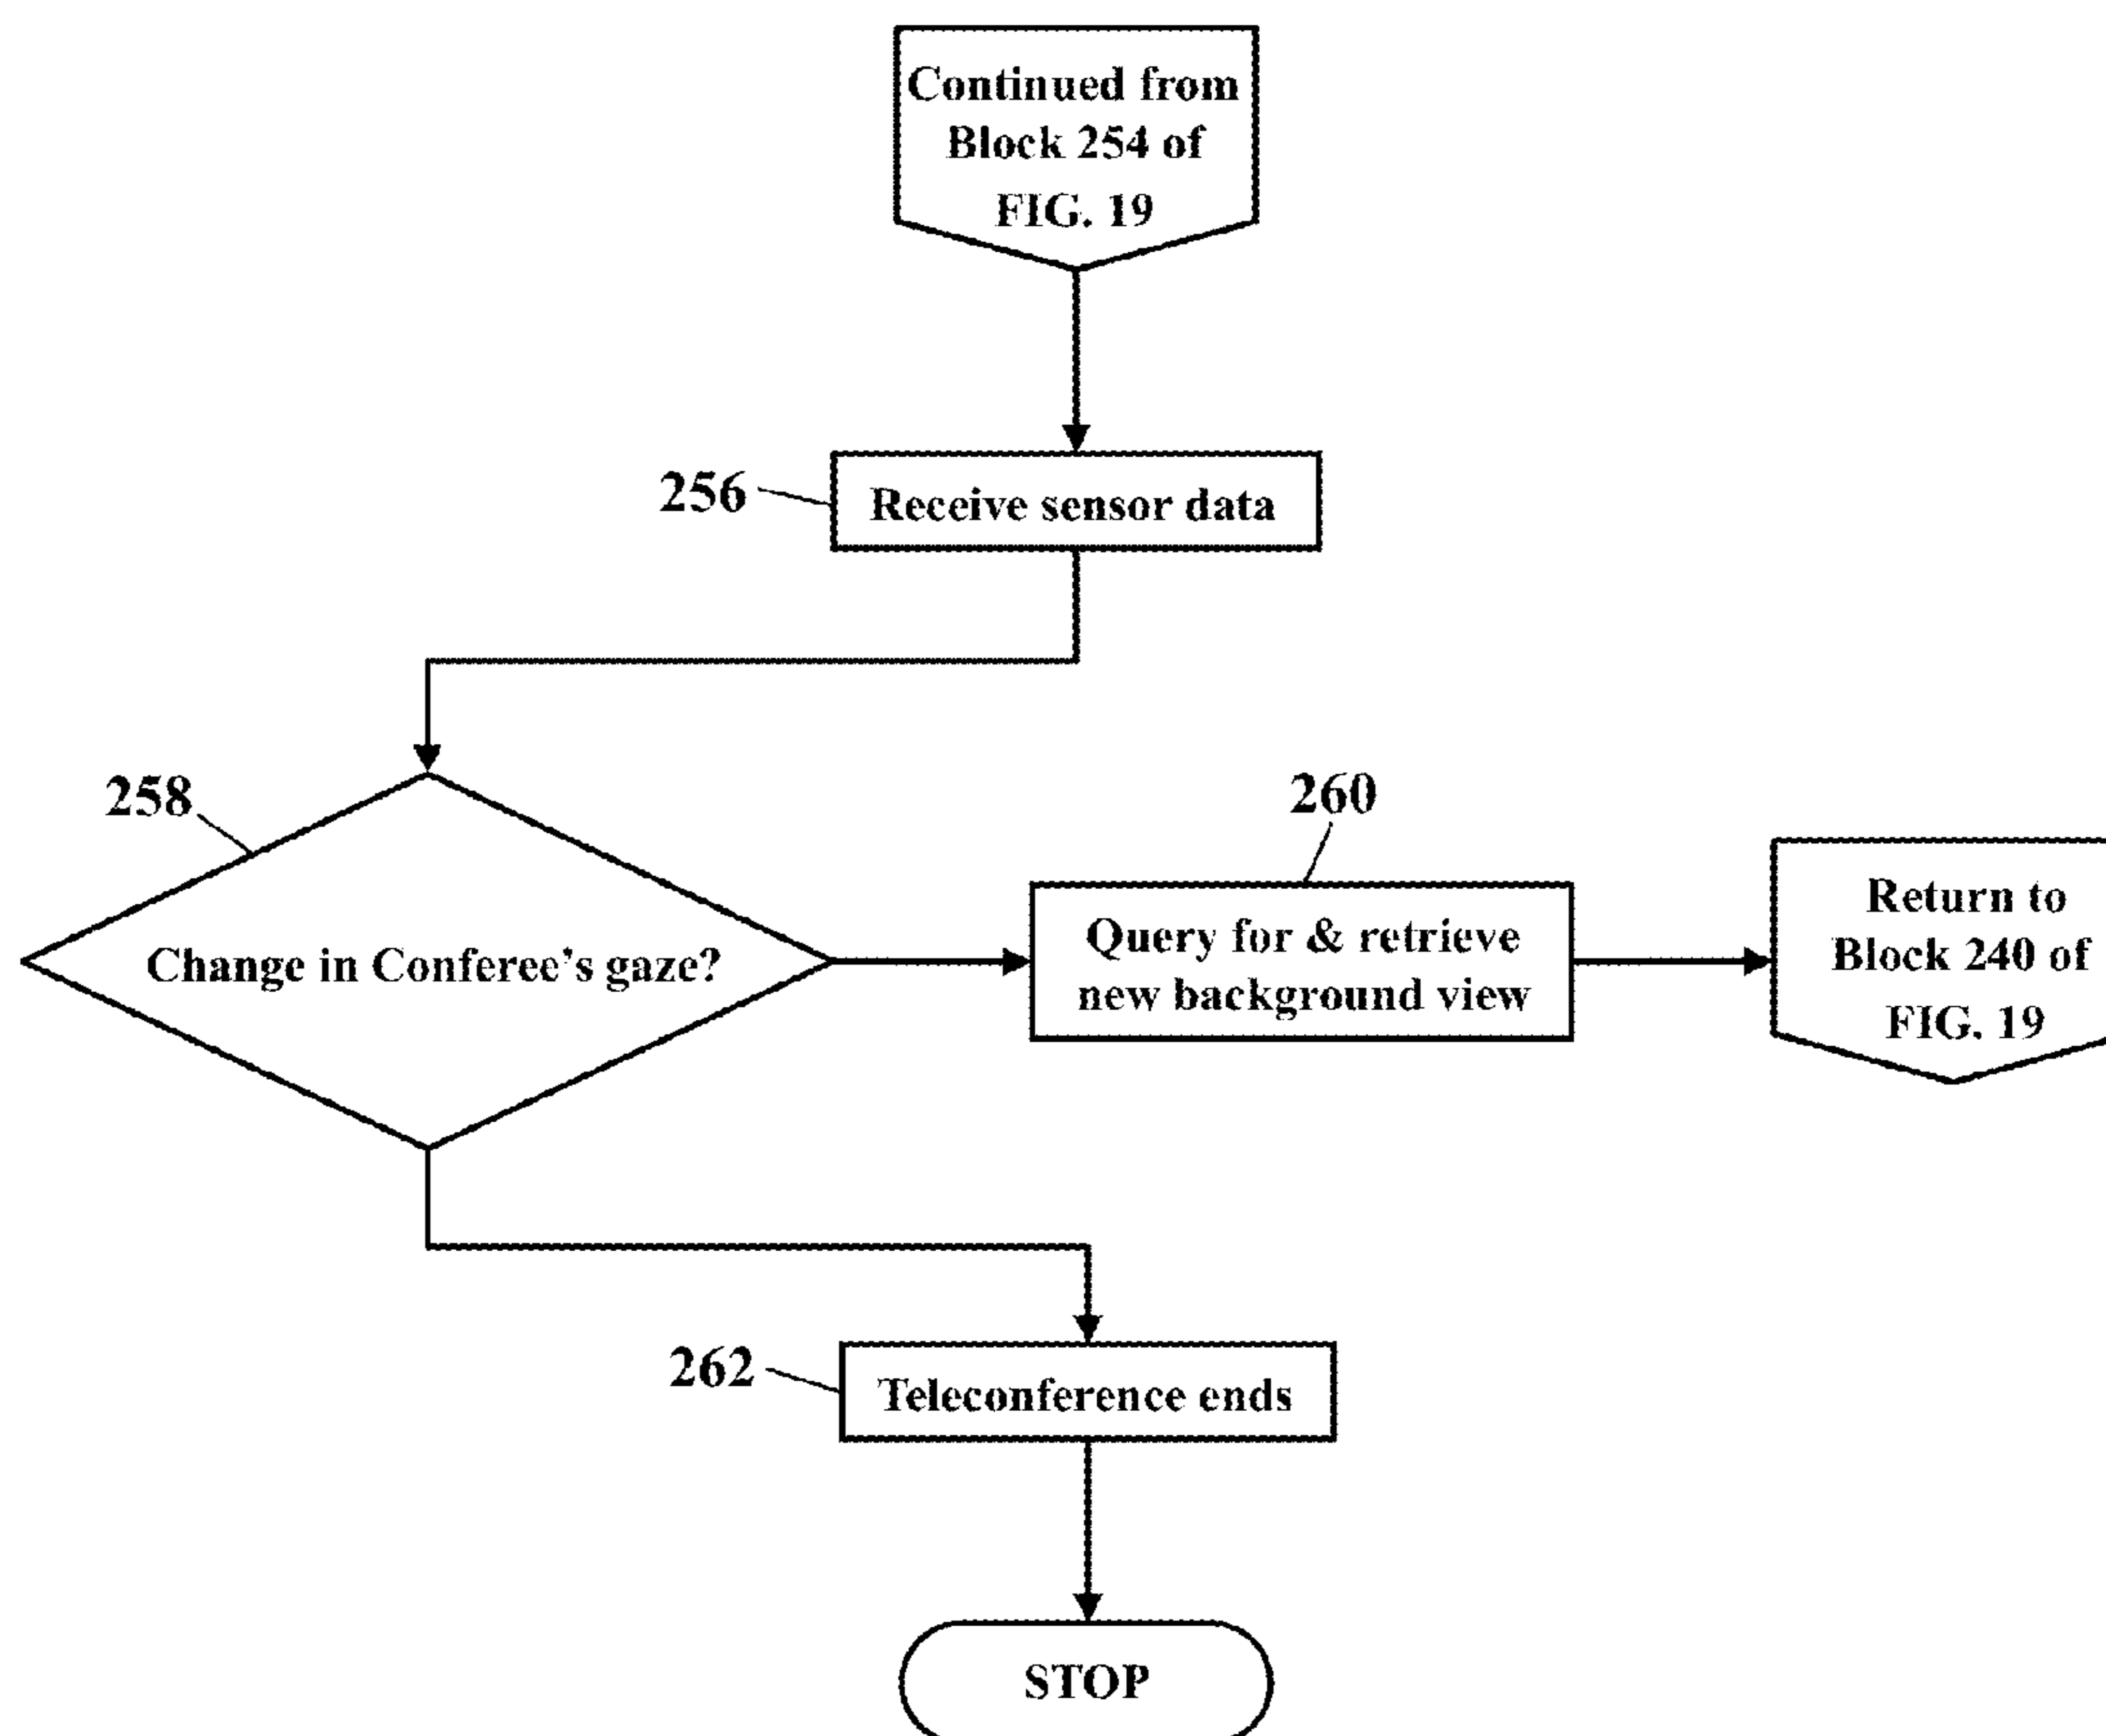 Continued from
Block 254 of
FIG. 19
256
Receive sensor data
258
Change in Conferee's gaze?
260
Query for & retrieve
new background view
Return to
Block 240 of
FIG. 19
262
Teleconference ends
STOP